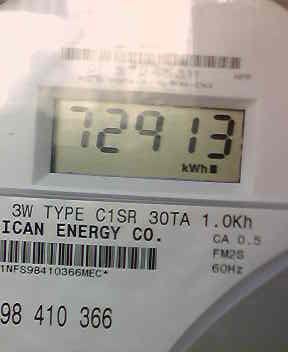 72913
kWh
3W TYPE C1SR 30TA 1.0Kh
ICAN ENERGY CO.
CA 0.5
FM2S
60Hz
1NFS98410366MEC*
98 410 366